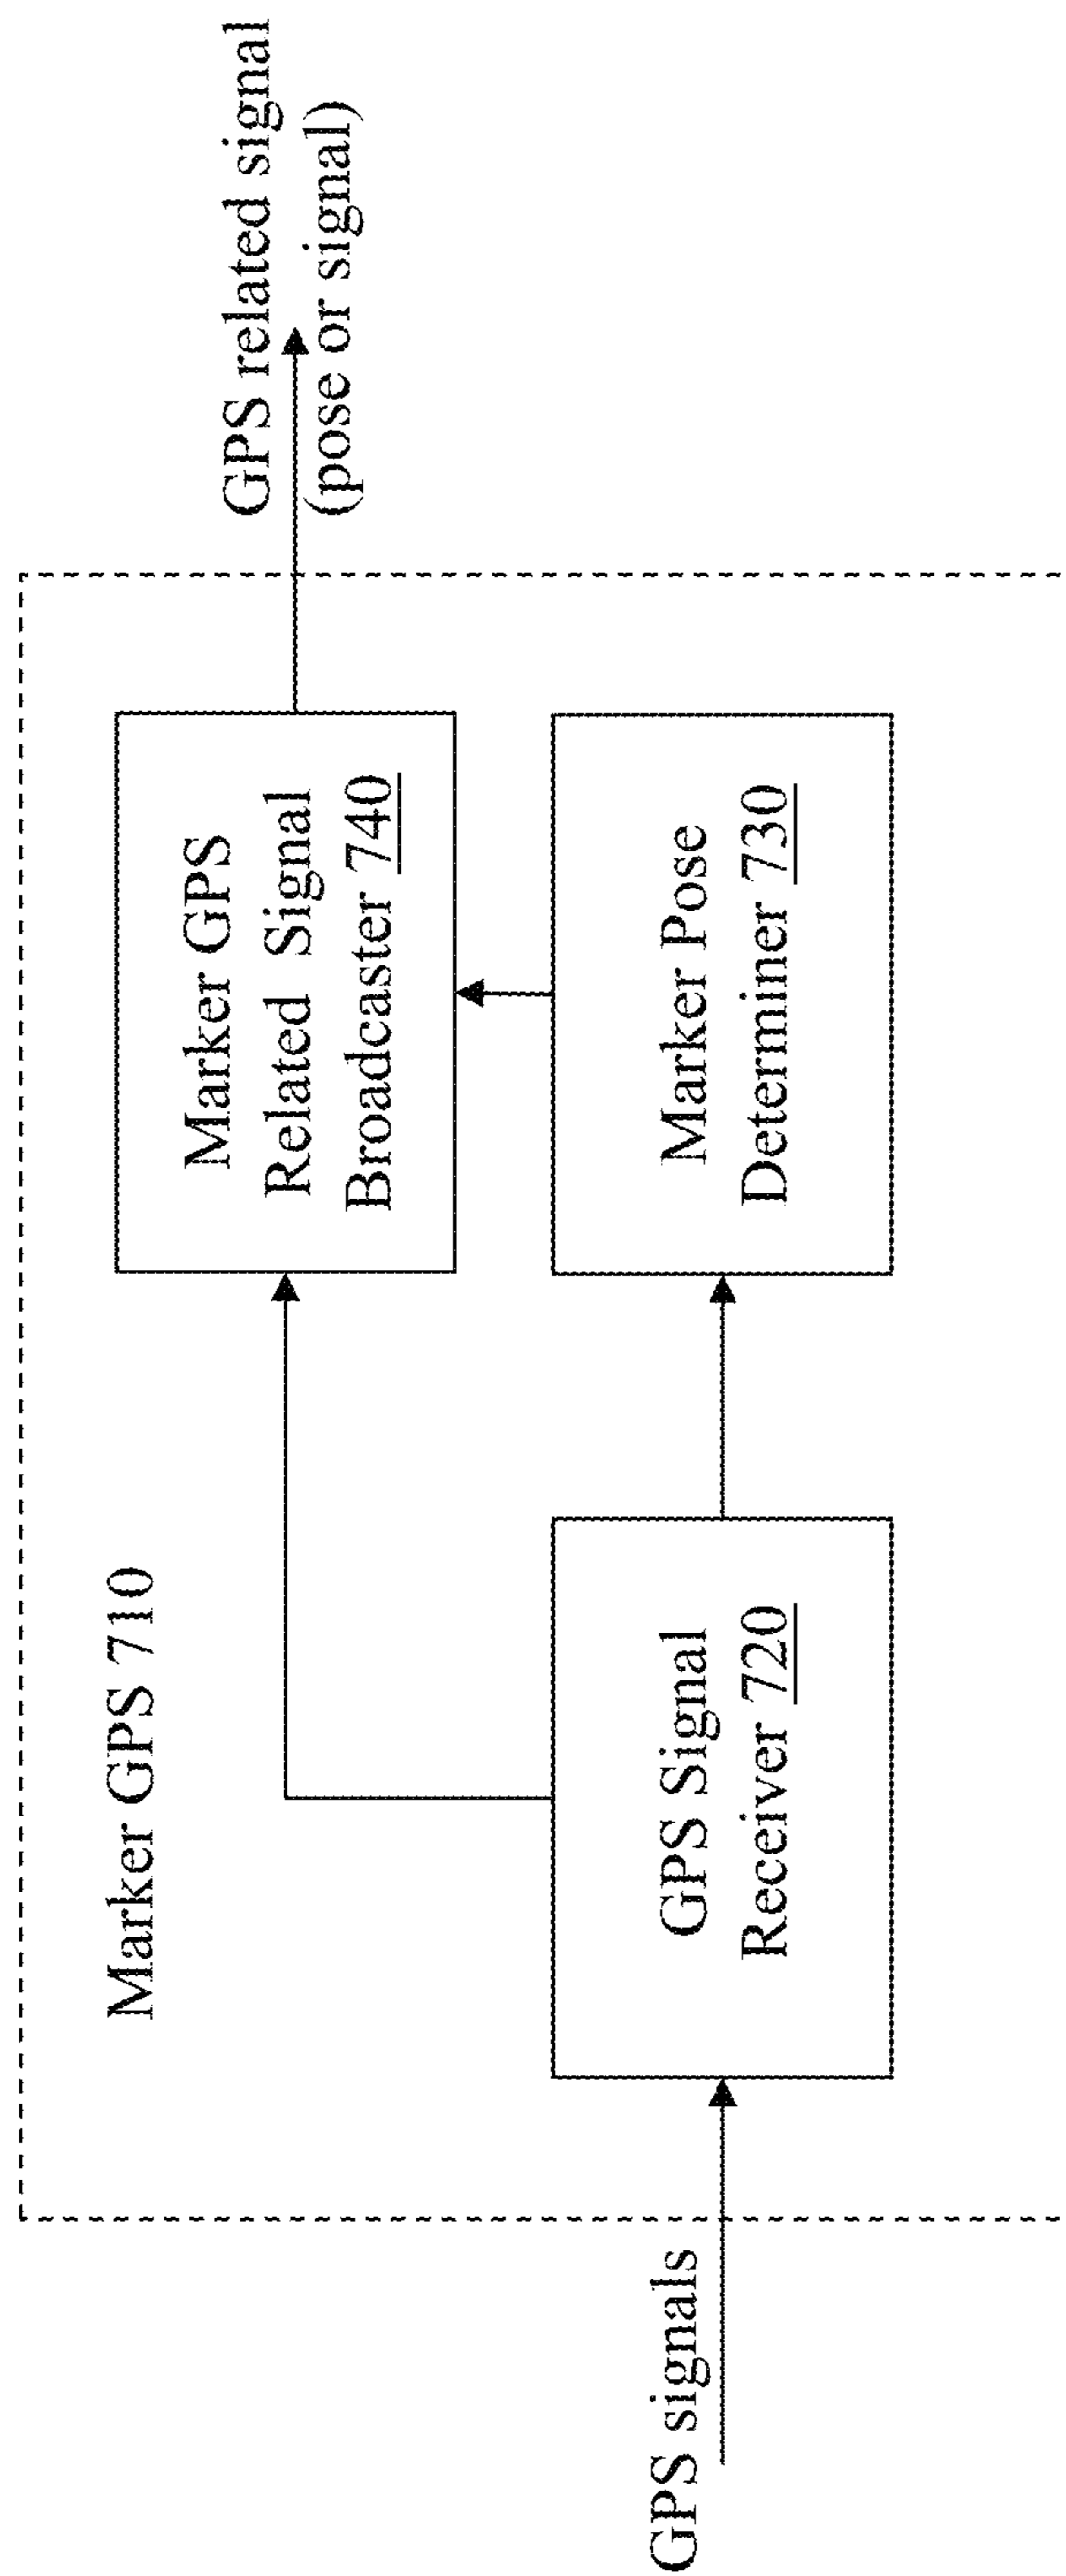 Marker GPS 710
GPS related signal
(pose or signal)
Marker GPS
Related Signal
Broadcaster 740
GPS signals
GPS Signal
Receiver 720
Marker Pose
Determiner 730